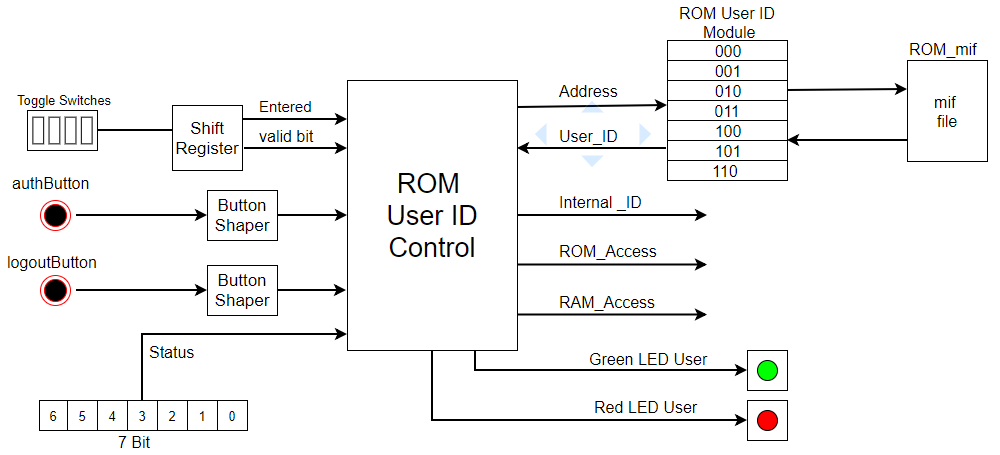 ROM User ID
Module
000
001
010
011
100
101
110
ROM_mif
mif
file
Toggle Switches
Shift
Register
Entered
valid bit
Address
User_ID
authButton
Button
Shaper
ROM
User ID
Control
Internal _ID
logoutButton
Button
Shaper
ROM_Access
RAM_Access
Status
Green LED User
Red LED User
6 5 4 3 2 1 0
7 Bit